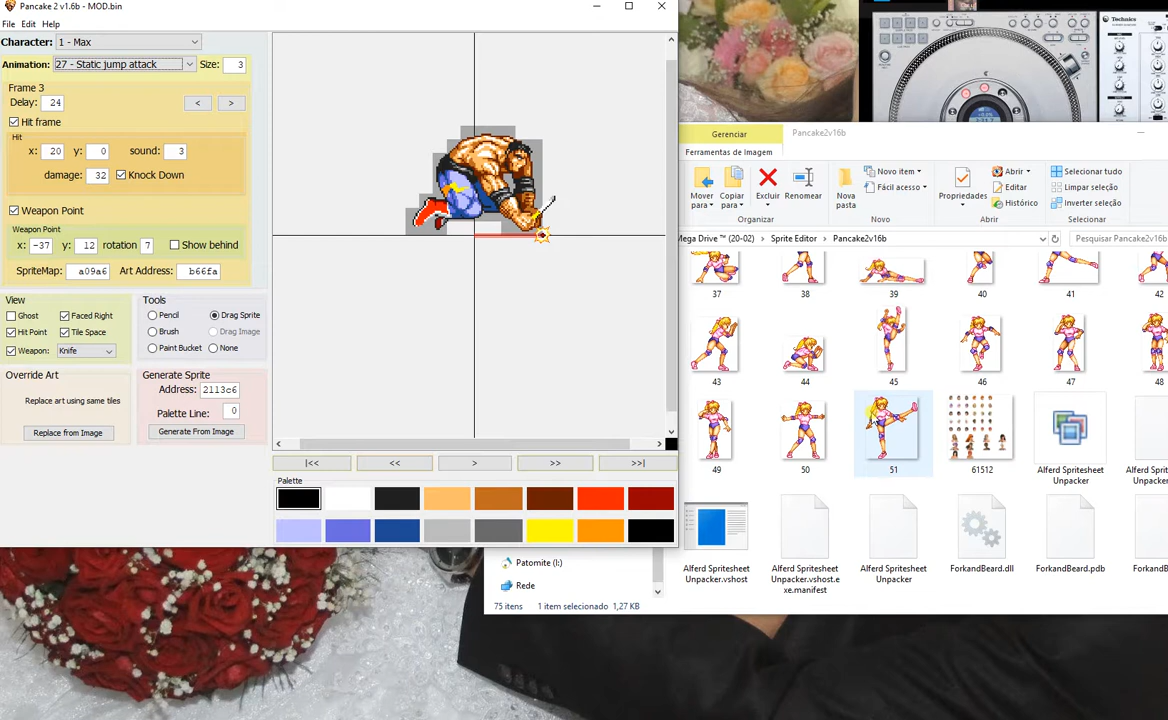 Pancake 2 v1.6b - MOD.bin
File Edit Help
Character: 1 - Max
Animation: 27 - Static jump attack Size: 3
Frame 3
Delay: 24 < >
Hit frame
Hit
x: 20 y: 0 sound: 3
damage: 32 Knock Down
Weapon Point
Weapon Point
x: -37 y: 12 rotation 7 Show behind
SpriteMap: a09a6 Art Address: b66fa
View
Ghost Faced Right
Hit Point Tile Space
Weapon: Knife
Tools
Pencil Drag Sprite
Brush Drag Image
Paint Bucket None
Override Art
Replace art using same tiles
Replace from Image
Generate Sprite
Address: 2113c6
Palette Line: 0
Generate From Image
|<< << > >> >>|
Palette
Technics
Gerenciar Pancake2v16b
Ferramentas de Imagem
Mover para
Copiar para
Excluir
Renomear
Organizar
Nova pasta
Novo item
Fácil acesso
Novo
Propriedades
Abrir
Editar
Histórico
Abrir
Selecionar tudo
Limpar seleção
Inverter seleção
Selecionar
Mega Drive ™ (20-02) Sprite Editor Pancake2v16b
Pesquisar Pancake2v16b
37 38 39 40 41 42
43 44 45 46 47 48
49 50 51 61512 Alferd Spritesheet Unpacker
Alferd Spritesheet Unpacker.vshost
Alferd Spritesheet Unpacker.vshost.exe.manifest
Alferd Spritesheet Unpacker
ForkandBeard.dll
ForkandBeard.pdb
Patomite (I:)
Rede
75 itens 1 item selecionado 1,27 KB